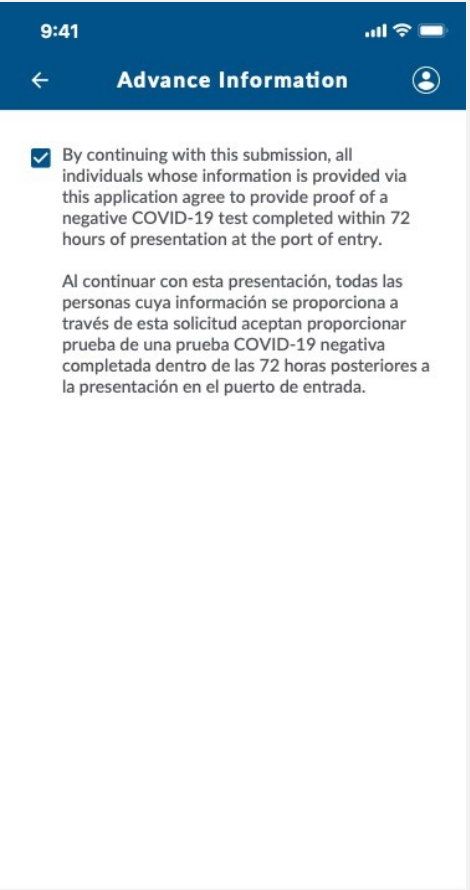 9:41
Advance Information
By continuing with this submission, all
individuals whose information is provided via
this application agree to provide proof of a
negative COVID-19 test completed within 72
hours of presentation at the port of entry.
Al continuar con esta presentación, todas las
personas cuya información se proporciona a
través de esta solicitud aceptan proporcionar
prueba de una prueba COVID-19 negativa
completada dentro de las 72 horas posteriores a
la presentación en el puerto de entrada.